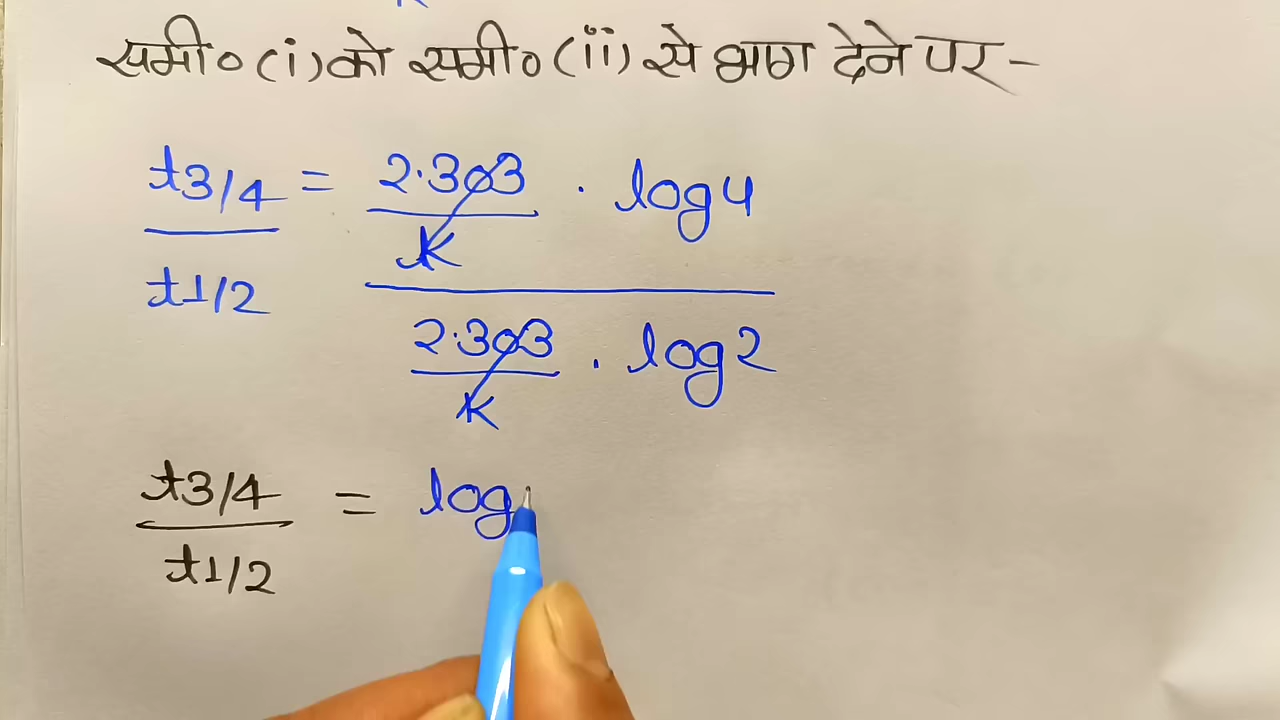 समी० (i) को समी० (ii) से भाग देने पर -
t3/4 = 2.303 . log4
t1/2 K
2.303 . log2
K
t3/4 = log
t1/2